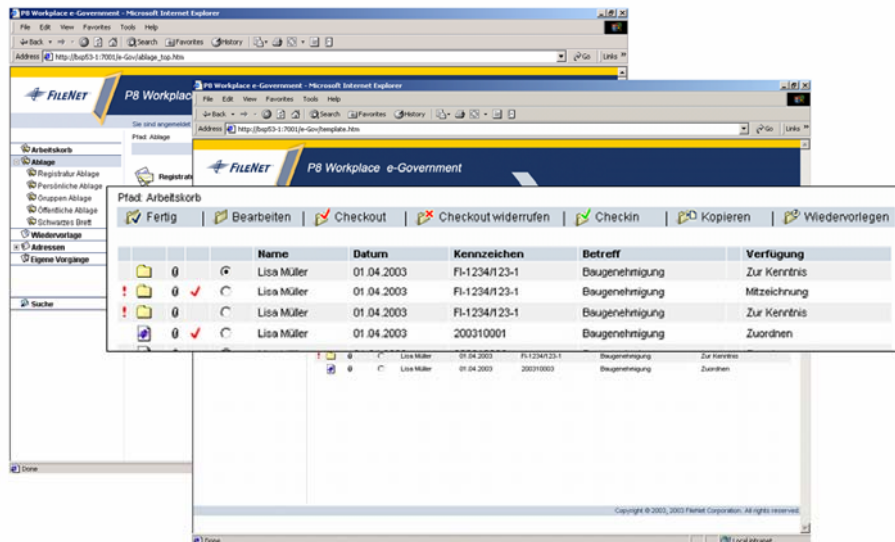 P8 Workplace e-Government - Microsoft Internet Explorer
File Edit View Favorites Tools Help
Back Search Favorites History
Address http://bsp53-1:7001/e-Gov/ablage_top.htm Go Links
FILENET P8 Workplace
Sie sind angemeldet
Pfad: Ablage
Arbeitskorb
Ablage
Registratur Ablage
Persönliche Ablage
Gruppen Ablage
Öffentliche Ablage
Schwarzes Brett
Wiedervorlage
Adressen
Eigene Vorgänge
Suche
Done
P8 Workplace e-Government - Microsoft Internet Explorer
File Edit View Favorites Tools Help
Back Search Favorites History
Address http://bsp53-1:7001/e-Gov/template.htm Go Links
FILENET P8 Workplace e-Government
Pfad: Arbeitskorb
Fertig | Bearbeiten | Checkout | Checkout widerrufen | Checkin | Kopieren | Wiedervorlegen
Name Datum Kennzeichen Betreff Verfügung
Lisa Müller 01.04.2003 FI-1234/123-1 Baugenehmigung Zur Kenntnis
Lisa Müller 01.04.2003 FI-1234/123-1 Baugenehmigung Mitzeichnung
Lisa Müller 01.04.2003 FI-1234/123-1 Baugenehmigung Zur Kenntnis
Lisa Müller 01.04.2003 200310001 Baugenehmigung Zuordnen
Lisa Müller 01.04.2003 FI-1234/123-1 Baugenehmigung Zur Kenntnis
Lisa Müller 01.04.2003 200310003 Baugenehmigung Zuordnen
Copyright © 2003, 2003 FileNet Corporation. All rights reserved.
Done Local intranet